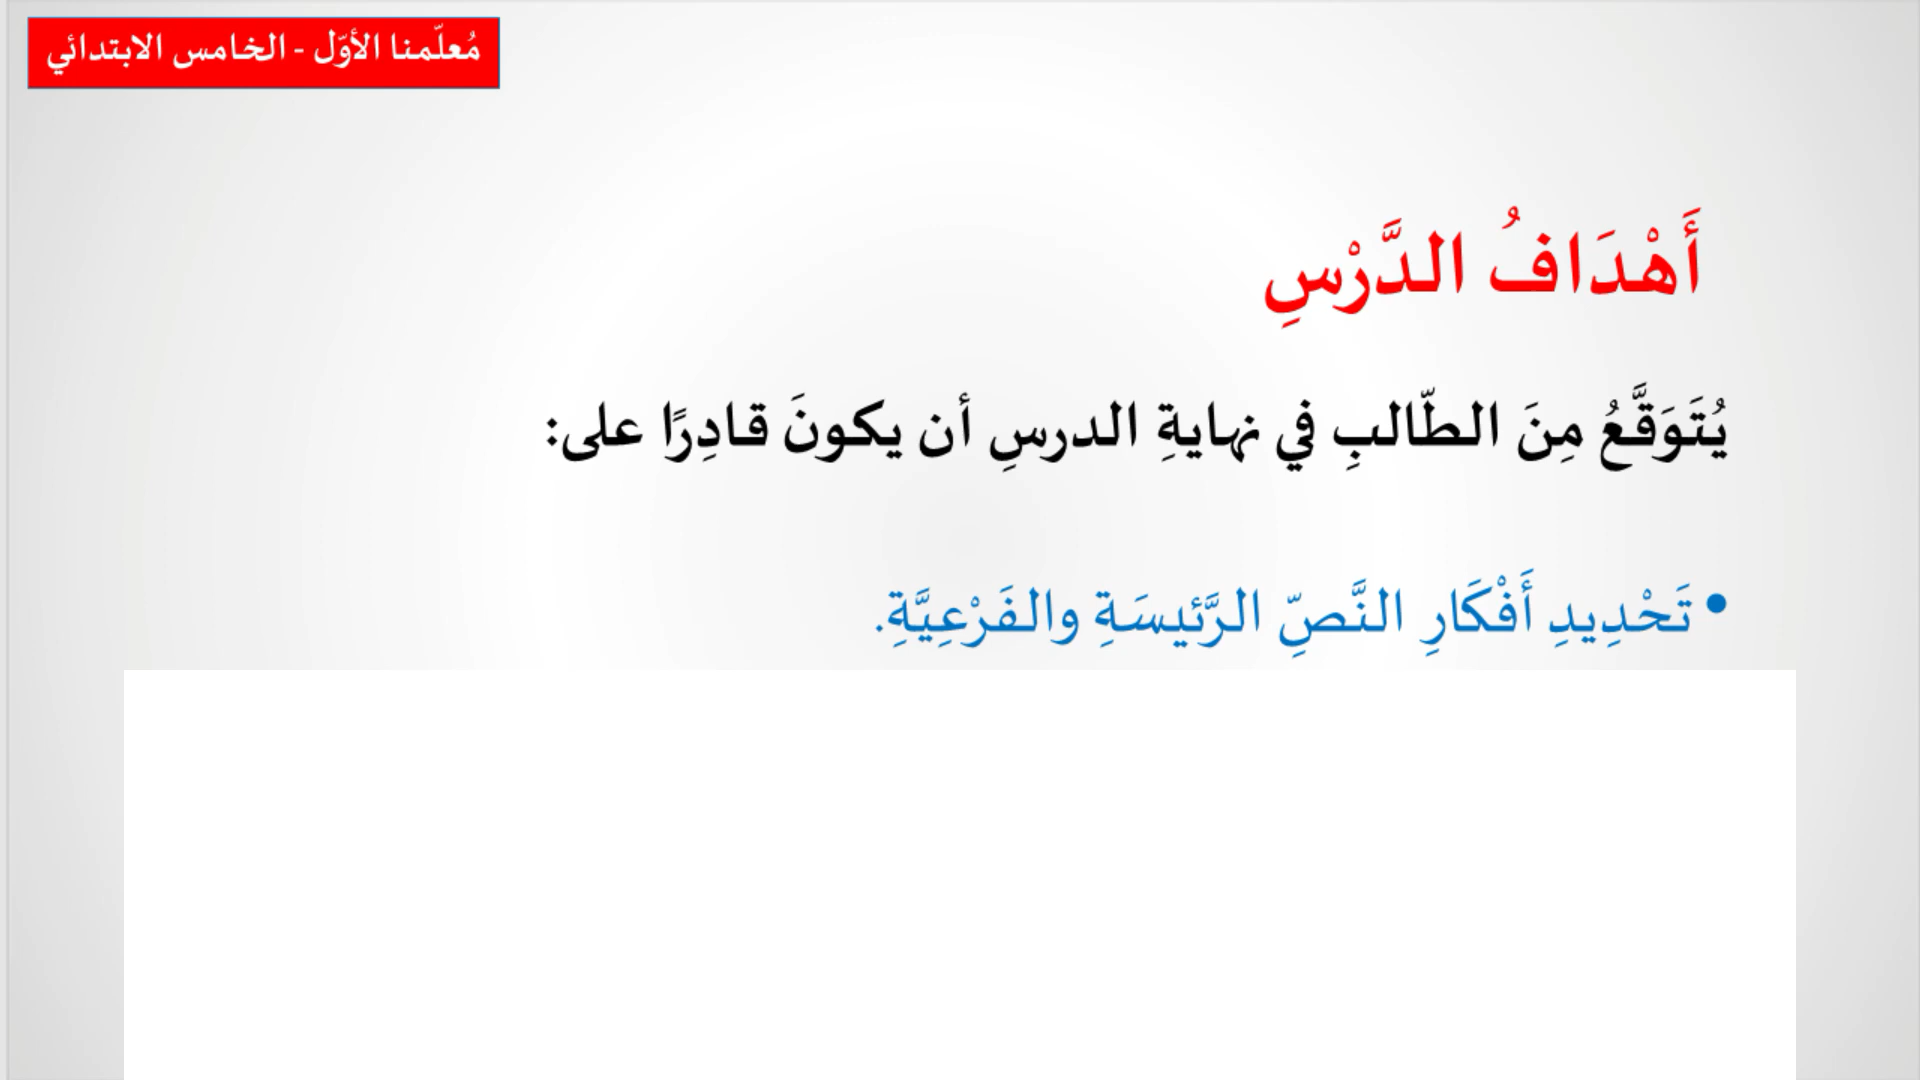 مُعلّمنا الأوّل - الخامس الابتدائي
أَهْدَافُ الدَّرْسِ
يُتَوَقَّعُ مِنَ الطّالبِ في نهايةِ الدرسِ أن يكونَ قادِرًا على:
• تَحْدِيدِ أَفْكَارِ النَّصِّ الرَّئيسَةِ والفَرْعِيَّةِ.